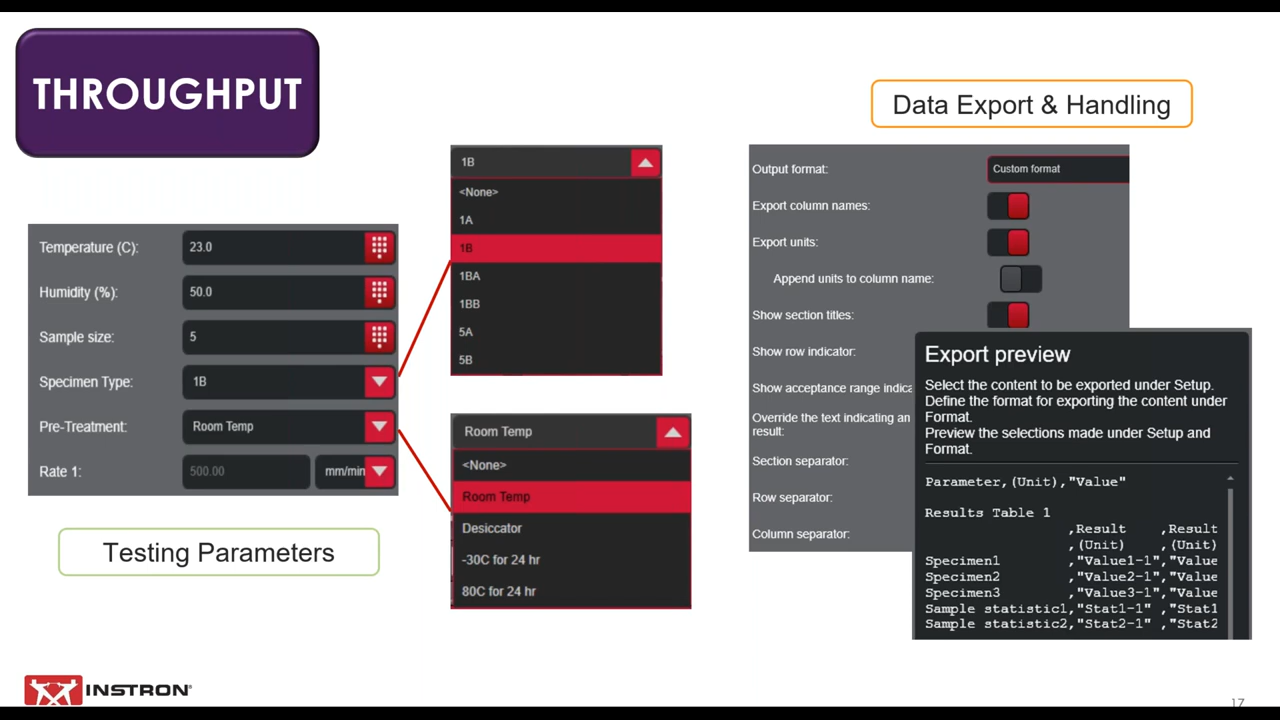 THROUGHPUT
Data Export & Handling
Temperature (C):
23.0
Humidity (%):
50.0
Sample size:
5
Specimen Type:
1B
Pre-Treatment:
Room Temp
Rate 1:
500.00
mm/min
Testing Parameters
1B
<None>
1A
1B
1BA
1BB
5A
5B
Room Temp
<None>
Room Temp
Desiccator
-30C for 24 hr
80C for 24 hr
Output format:
Custom format
Export column names:
Export units:
Append units to column name:
Show section titles:
Show row indicator:
Show acceptance range indica
Override the text indicating an
result:
Section separator:
Row separator:
Column separator:
Export preview
Select the content to be exported under Setup.
Define the format for exporting the content under
Format.
Preview the selections made under Setup and
Format.
Parameter,(Unit),"Value"
Results Table 1
,Result ,Result
,(Unit) ,(Unit)
Specimen1 ,"Value1-1","Value
Specimen2 ,"Value2-1","Value
Specimen3 ,"Value3-1","Value
Sample statistic1,"Stat1-1" ,"Stat1
Sample statistic2,"Stat2-1" ,"Stat2
INSTRON®
17